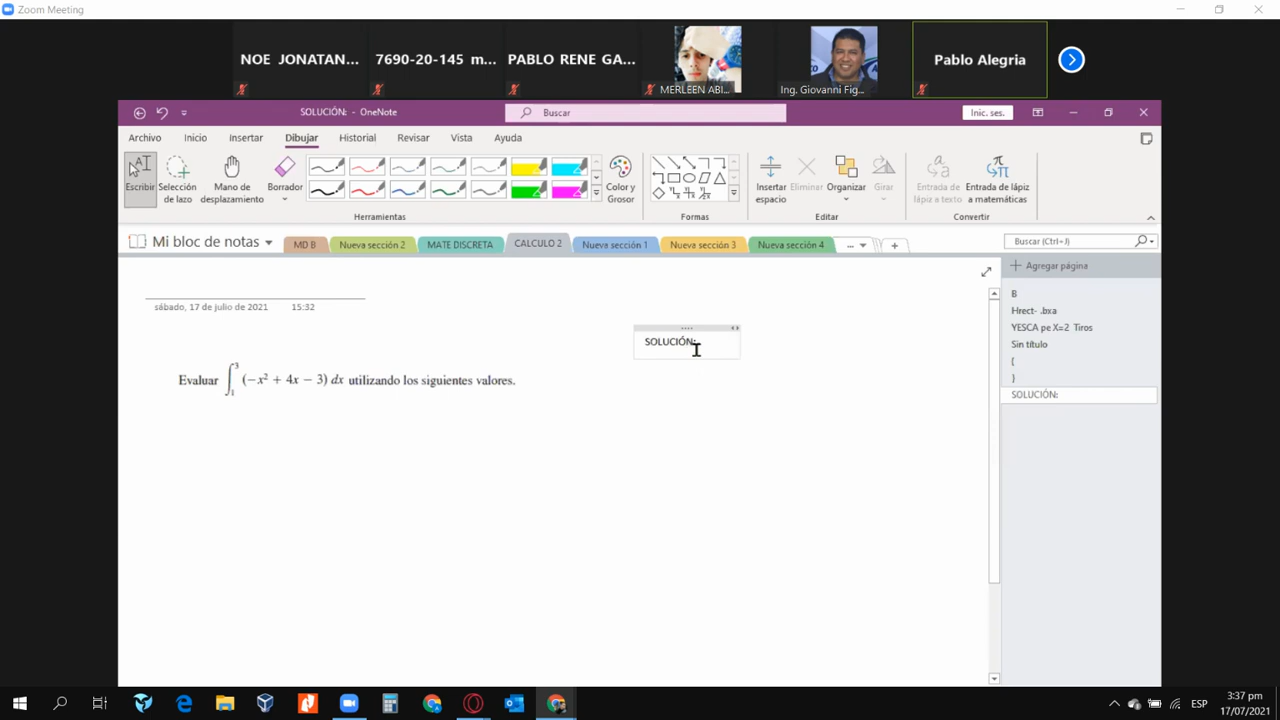 Zoom Meeting
NOE JONATAN,...
7690-20-145 m...
PABLO RENE GA...
MERLEEN ABI...
Ing. Giovanni Fig...
Pablo Alegria
SOLUCIÓN: - OneNote
Buscar
Inic. ses.
Archivo
Inicio
Insertar
Dibujar
Historial
Revisar
Vista
Ayuda
Escribir
Selección de lazo
Mano de desplazamiento
Borrador
Color y Grosor
Insertar espacio
Eliminar
Organizar
Girar
Entrada de lápiz a texto
Entrada de lápiz a matemáticas
Herramientas
Formas
Editar
Convertir
Mi bloc de notas
MD B
Nueva sección 2
MATE DISCRETA
CALCULO 2
Nueva sección 1
Nueva sección 3
Nueva sección 4
...
Buscar (Ctrl+J)
Agregar página
B
Hrect- .bxa
YESCA pe X=2 Tiros
Sin título
{
}
SOLUCIÓN:
sábado, 17 de julio de 2021 15:32
SOLUCIÓN:
Evaluar ∫₁³ (−x² + 4x − 3) dx utilizando los siguientes valores.
ESP
3:37 pm
17/07/2021